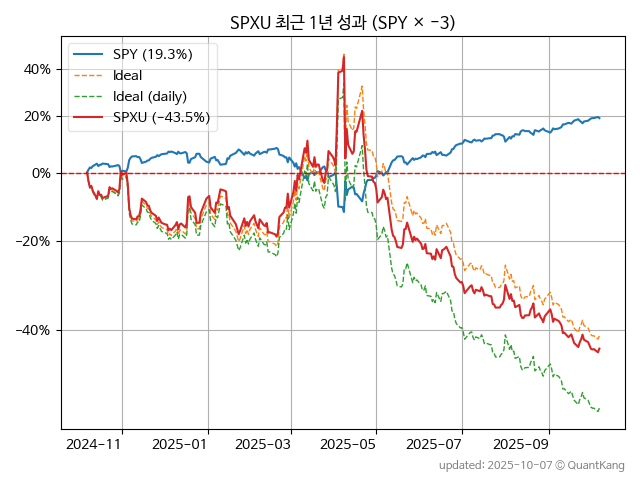 SPXU 최근 1년 성과 (SPY × −3)
SPY (19.3%)
Ideal
Ideal (daily)
SPXU (−43.5%)
40%
20%
0%
−20%
−40%
2024-11
2025-01
2025-03
2025-05
2025-07
2025-09
updated: 2025-10-07 © QuantKang